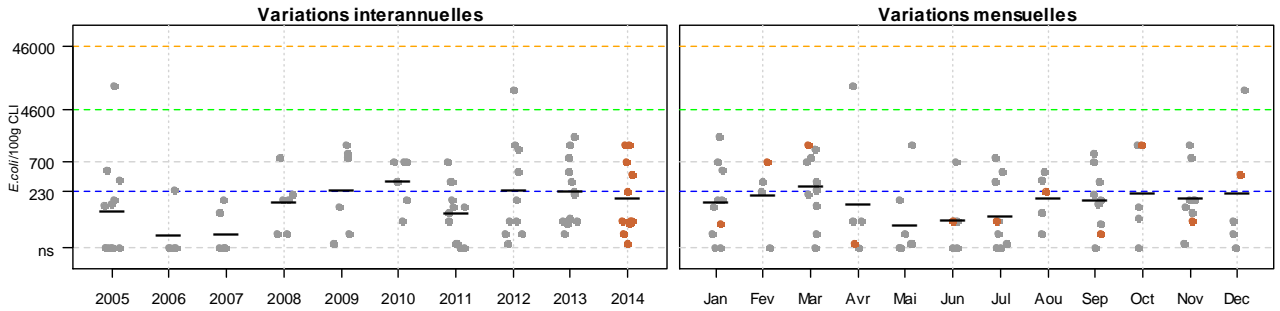 Variations interannuelles
Variations mensuelles
E.coli/100g CLI
46000
4600
700
230
ns
2005 2006 2007 2008 2009 2010 2011 2012 2013 2014
Jan Fev Mar Avr Mai Jun Jul Aou Sep Oct Nov Dec